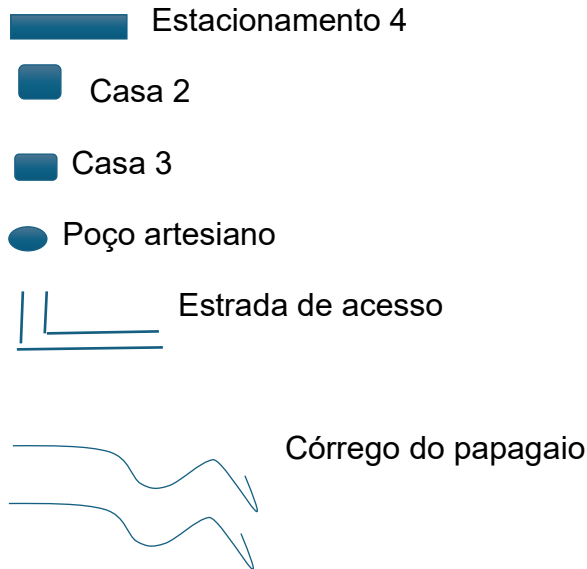 Estacionamento 4
Casa 2
Casa 3
Poço artesiano
Estrada de acesso
Córrego do papagaio